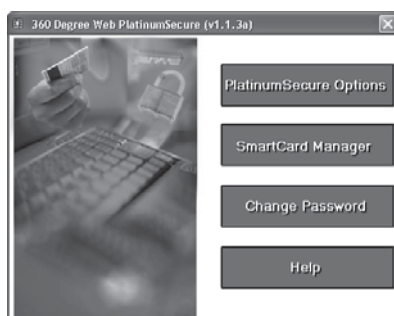 360 Degree Web PlatinumSecure (v1.1.3a)
PlatinumSecure Options
SmartCard Manager
Change Password
Help